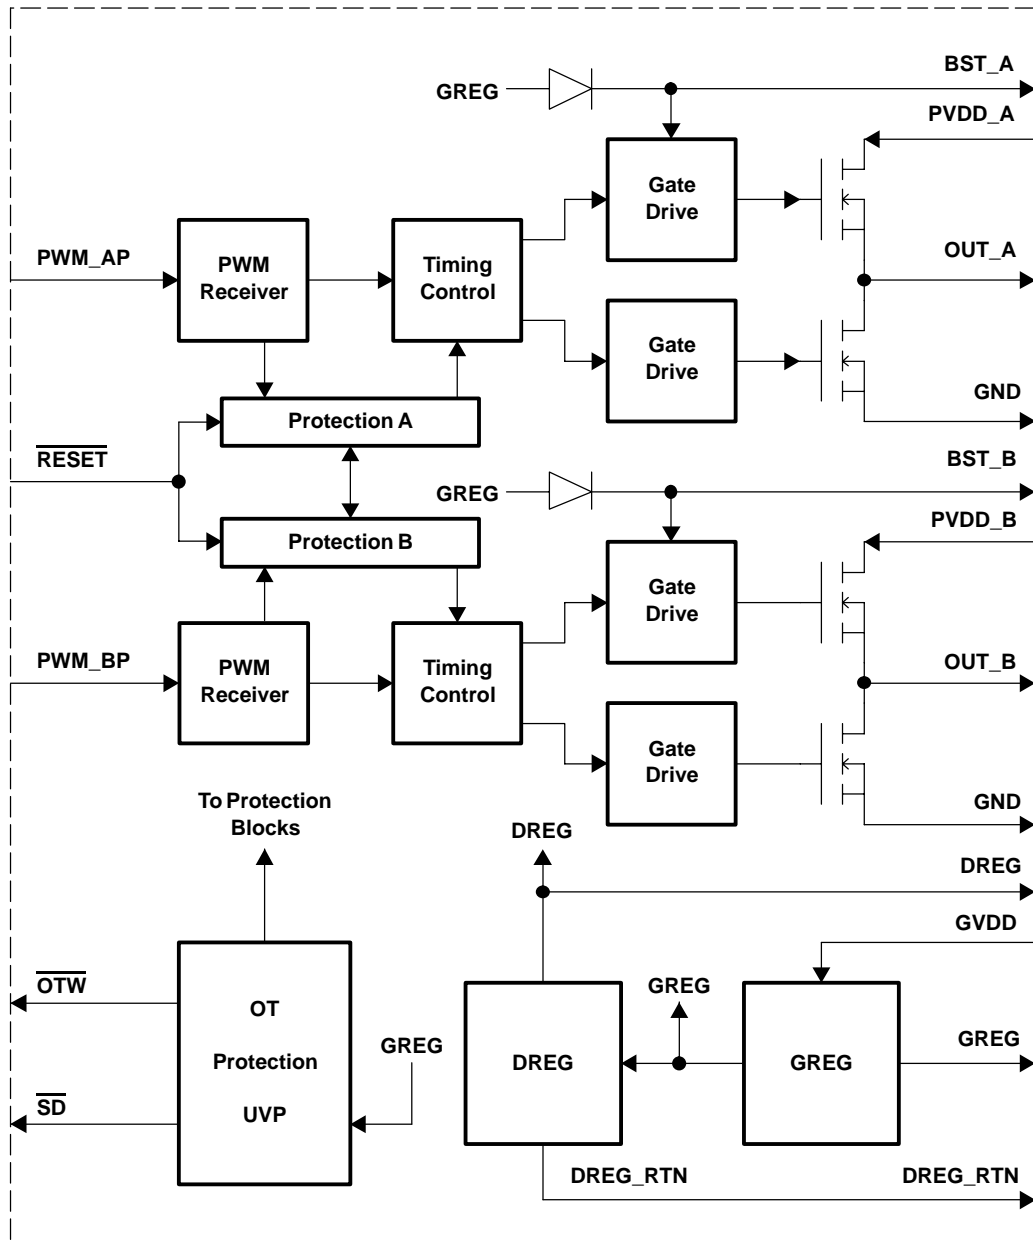 BST_A
GREG
PVDD_A
Gate
Drive
PWM_AP
PWM
Receiver
Timing
Control
OUT_A
Gate
Drive
GND
Protection A
RESET
BST_B
GREG
PVDD_B
Protection B
Gate
Drive
PWM_BP
PWM
Receiver
Timing
Control
OUT_B
Gate
Drive
GND
To Protection
Blocks
DREG
DREG
GVDD
OTW
OT
Protection
UVP
GREG
GREG
DREG
GREG
GREG
SD
DREG_RTN
DREG_RTN